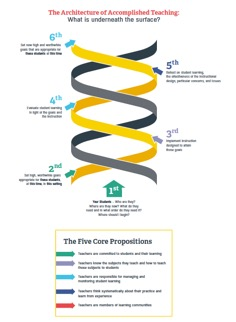 The Architecture of Accomplished Teaching:
What is underneath the surface?
6th
Set new high and worthwhile
goals that are appropriate for
these students at this time
5th
Reflect on student learning,
the effectiveness of the instructional
design, particular concerns, and issues
4th
Evaluate student learning
in light of the goals and
the instruction
3rd
Implement instruction
designed to attain
those goals
2nd
Set high, worthwhile goals
appropriate for these students,
at this time, in this setting
1st
Your Students - Who are they?
Where are they now? What do they
need and in what order do they need it?
Where should I begin?
The Five Core Propositions
Teachers are committed to students and their learning
Teachers know the subjects they teach and how to teach
those subjects to students
Teachers are responsible for managing and
monitoring student learning
Teachers think systematically about their practice and
learn from experience
Teachers are members of learning communities